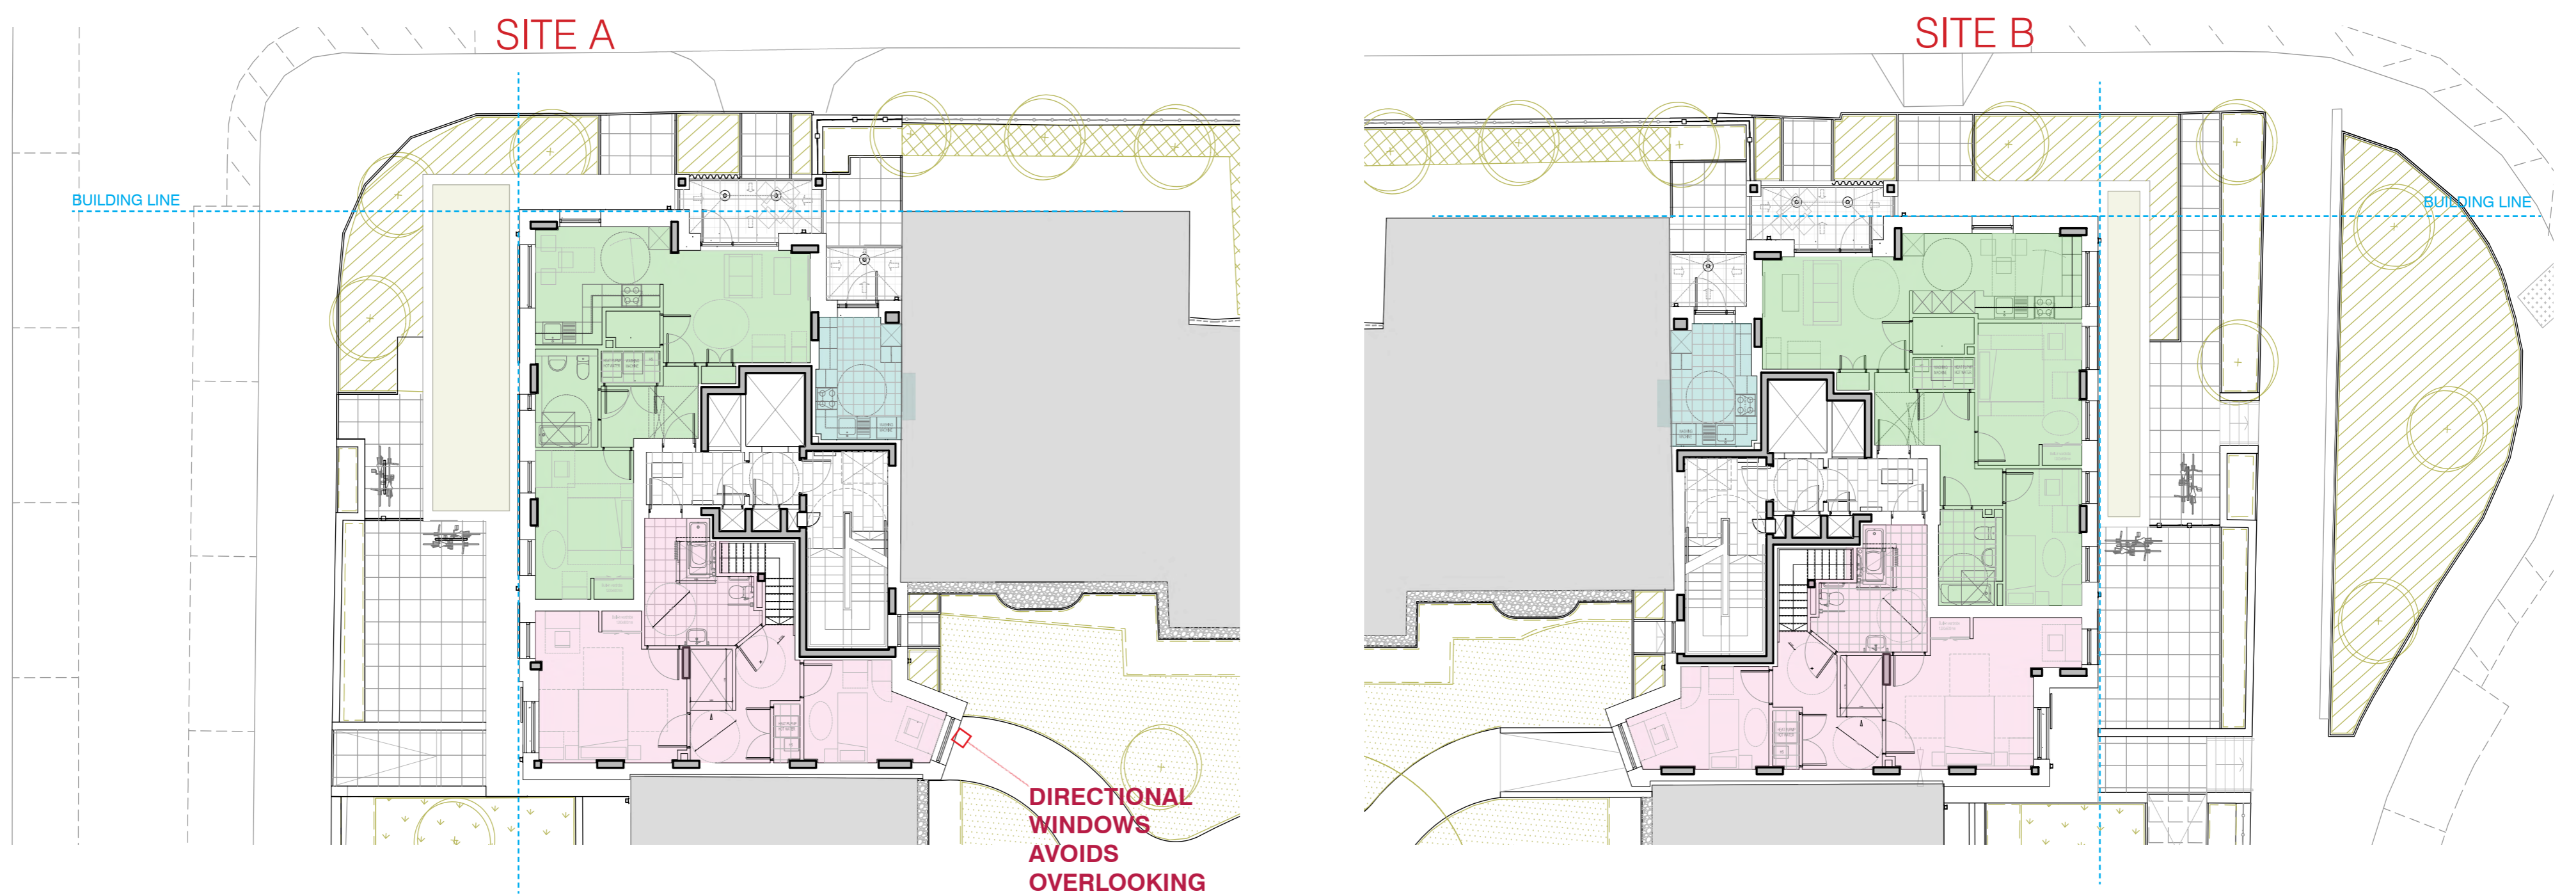 SITE A
SITE B
BUILDING LINE
BUILDING LINE
DIRECTIONAL
WINDOWS
AVOIDS
OVERLOOKING